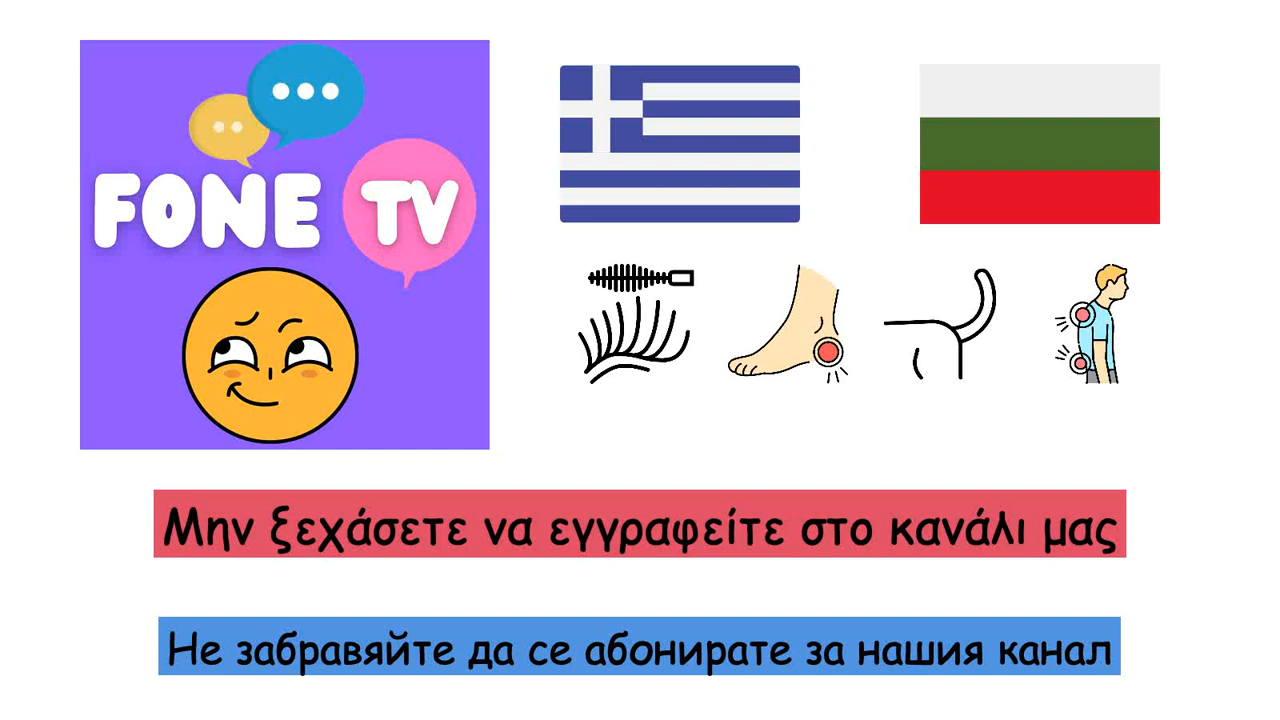 FONE TV
Μην ξεχάσετε να εγγραφείτε στο κανάλι μας
Не забравяйте да се абонирате за нашия канал